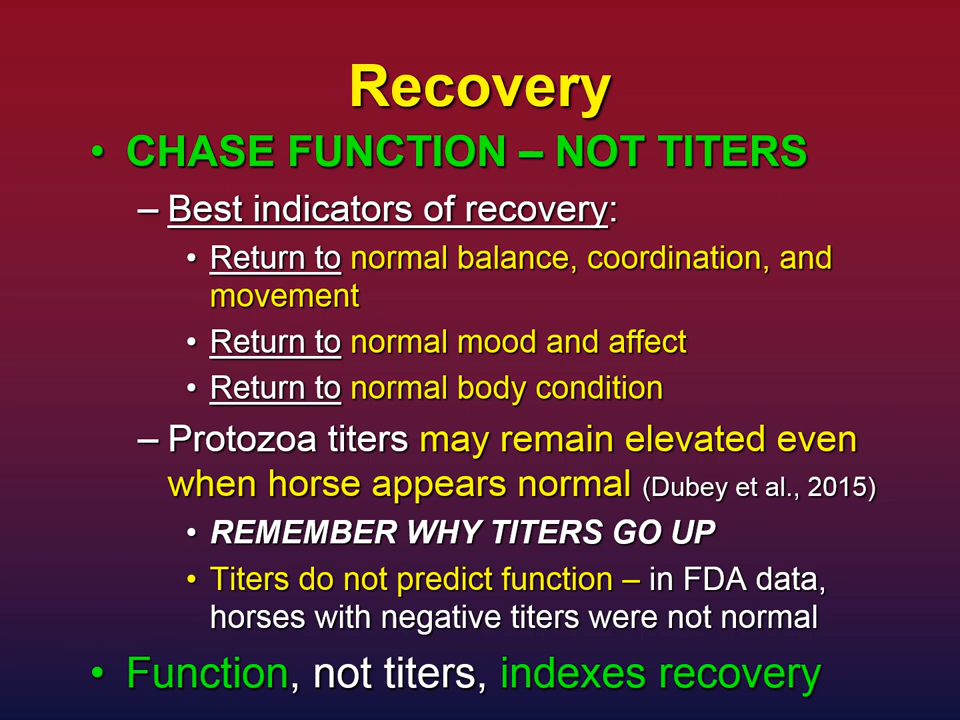 Recovery
• CHASE FUNCTION – NOT TITERS
– Best indicators of recovery:
• Return to normal balance, coordination, and
movement
• Return to normal mood and affect
• Return to normal body condition
– Protozoa titers may remain elevated even
when horse appears normal (Dubey et al., 2015)
• REMEMBER WHY TITERS GO UP
• Titers do not predict function – in FDA data,
horses with negative titers were not normal
• Function, not titers, indexes recovery